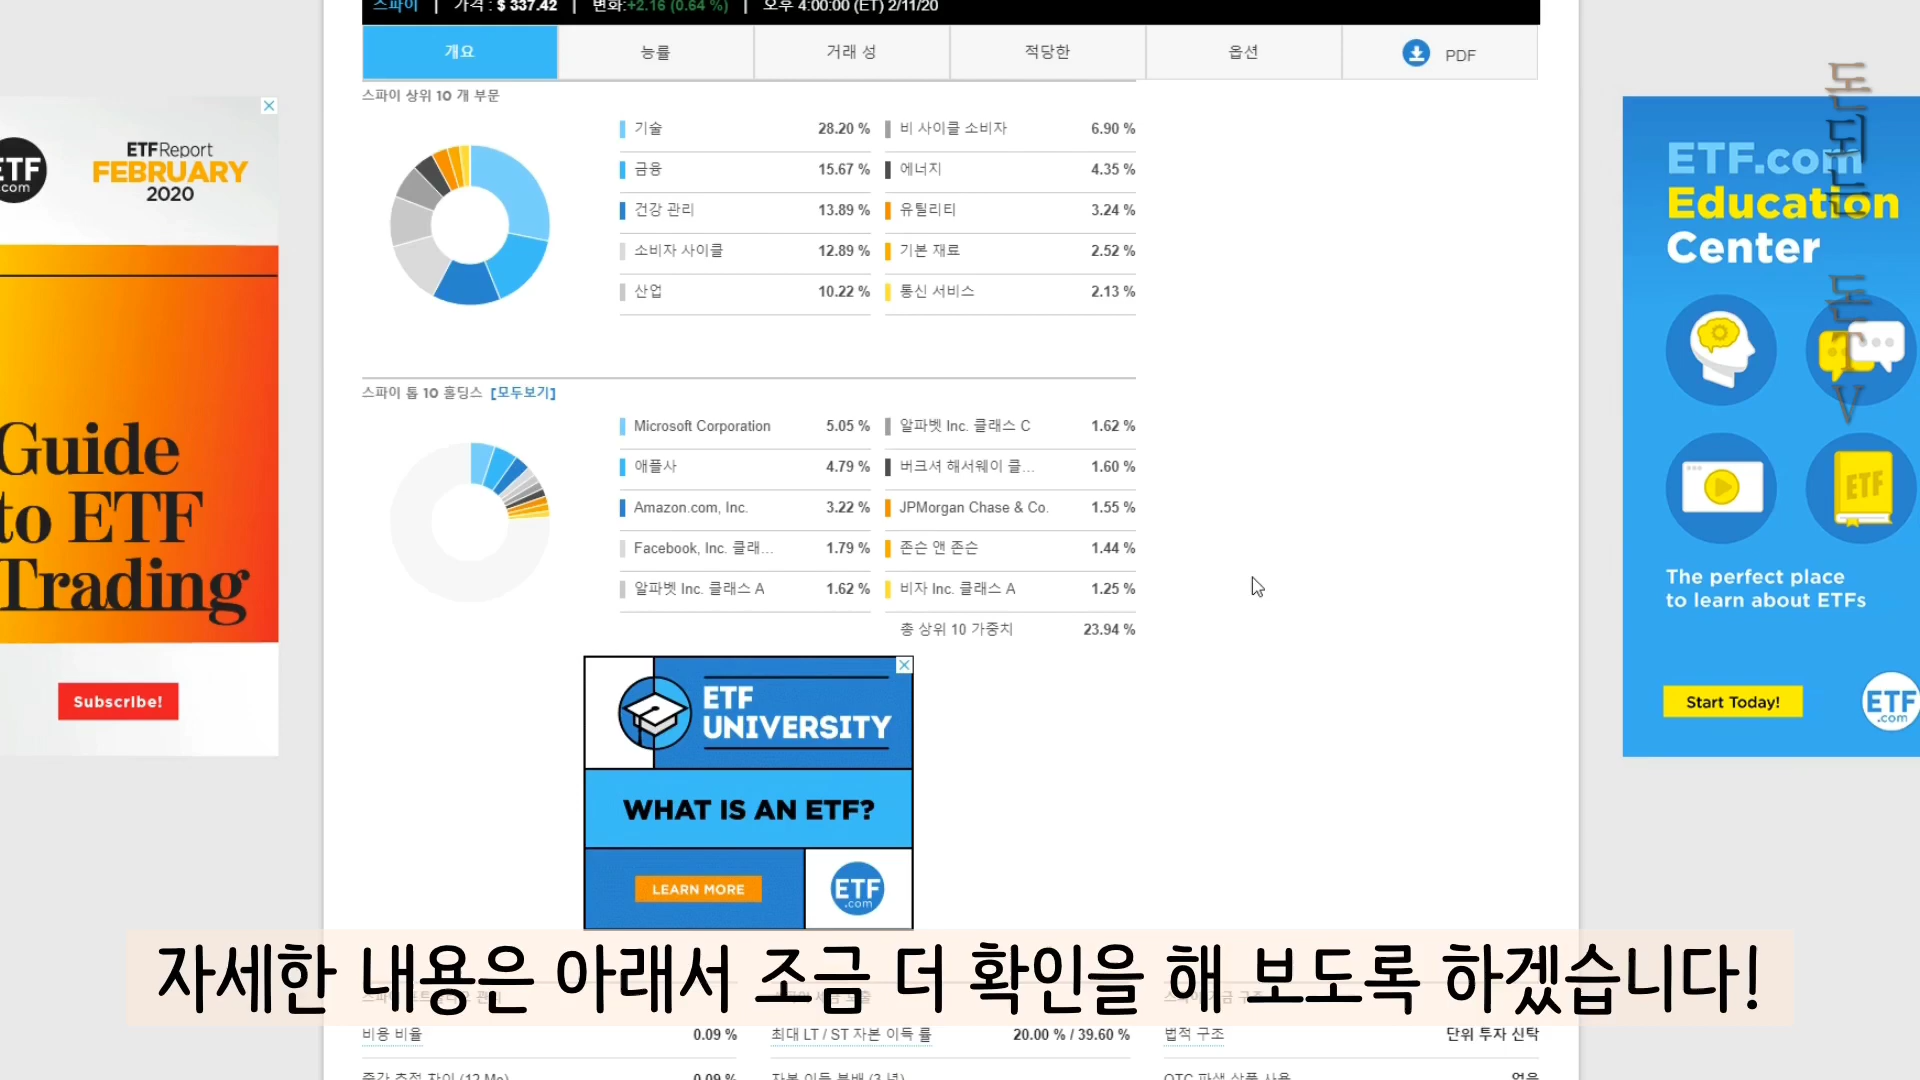 스파이 | 가격 : $ 337.42 | 변화:+2.16 (0.64 %) | 오후 4:00:00 (ET) 2/11/20
개요 능률 거래 성 적당한 옵션 PDF
스파이 상위 10 개 부문
기술 28.20 % 비 사이클 소비자 6.90 %
금융 15.67 % 에너지 4.35 %
건강 관리 13.89 % 유틸리티 3.24 %
소비자 사이클 12.89 % 기본 재료 2.52 %
산업 10.22 % 통신 서비스 2.13 %
스파이 톱 10 홀딩스 [모두보기]
Microsoft Corporation 5.05 % 알파벳 Inc. 클래스 C 1.62 %
애플사 4.79 % 버크셔 해서웨이 클... 1.60 %
Amazon.com, Inc. 3.22 % JPMorgan Chase & Co. 1.55 %
Facebook, Inc. 클래... 1.79 % 존슨 앤 존슨 1.44 %
알파벳 Inc. 클래스 A 1.62 % 비자 Inc. 클래스 A 1.25 %
총 상위 10 가중치 23.94 %
ETF
UNIVERSITY
WHAT IS AN ETF?
LEARN MORE
ETF
.com
ETF
.com
ETFReport
FEBRUARY
2020
Guide
to ETF
Trading
Subscribe!
ETF.com
Education
Center
ETF
The perfect place
to learn about ETFs
Start Today!
ETF
.com
돈되는 돈TV
자세한 내용은 아래서 조금 더 확인을 해 보도록 하겠습니다!
비용 비율 0.09 % 최대 LT / ST 자본 이득 률 20.00 % / 39.60 % 법적 구조 단위 투자 신탁